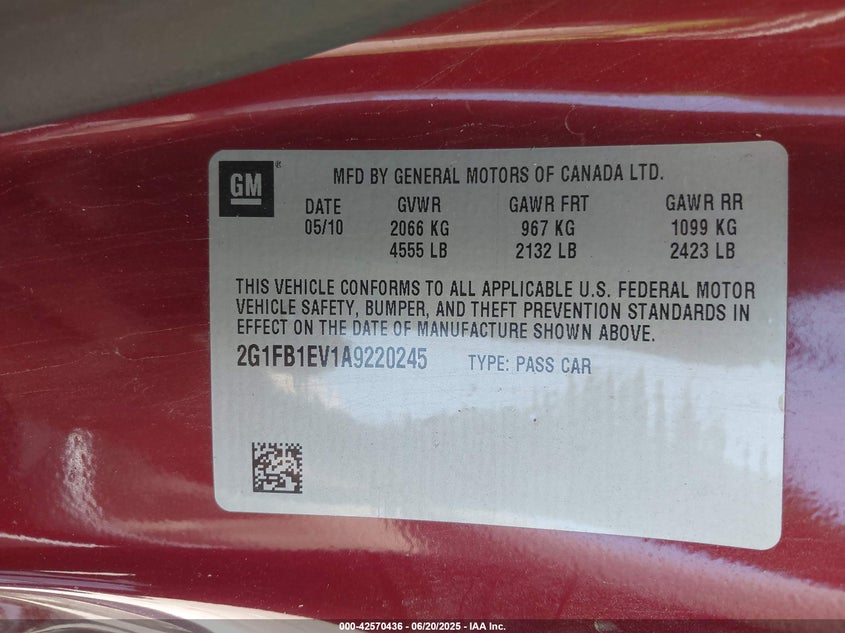 GM ® MFD BY GENERAL MOTORS OF CANADA LTD.
DATE GVWR GAWR FRT GAWR RR
05/10 2066 KG 967 KG 1099 KG
4555 LB 2132 LB 2423 LB
THIS VEHICLE CONFORMS TO ALL APPLICABLE U.S. FEDERAL MOTOR
VEHICLE SAFETY, BUMPER, AND THEFT PREVENTION STANDARDS IN
EFFECT ON THE DATE OF MANUFACTURE SHOWN ABOVE.
2G1FB1EV1A9220245 TYPE: PASS CAR
000-42570436 - 06/20/2025 - IAA Inc.